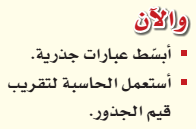 والآن
▪ أبسّط عبارات جذرية.
▪ أستعمل الحاسبة لتقريب
قيم الجذور.